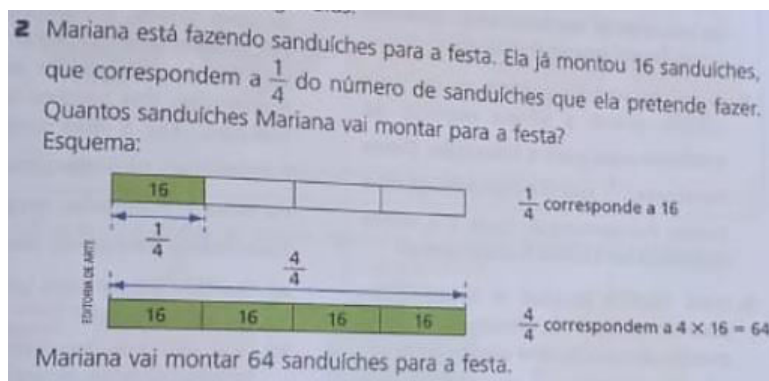 2 Mariana está fazendo sanduíches para a festa. Ela já montou 16 sanduíches,
que correspondem a 1/4 do número de sanduíches que ela pretende fazer.
Quantos sanduíches Mariana vai montar para a festa?
Esquema:
16
1/4 corresponde a 16
1/4
4/4
EDITORIA DE ARTE
16 16 16 16
4/4 correspondem a 4 × 16 = 64
Mariana vai montar 64 sanduíches para a festa.